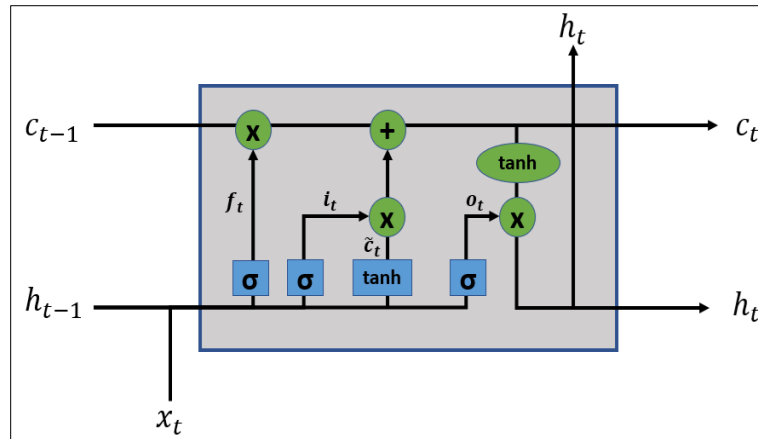 h_t
c_{t-1} x + c_t
tanh
f_t i_t x o_t x
c̃_t
σ σ tanh σ
h_{t-1} h_t
x_t